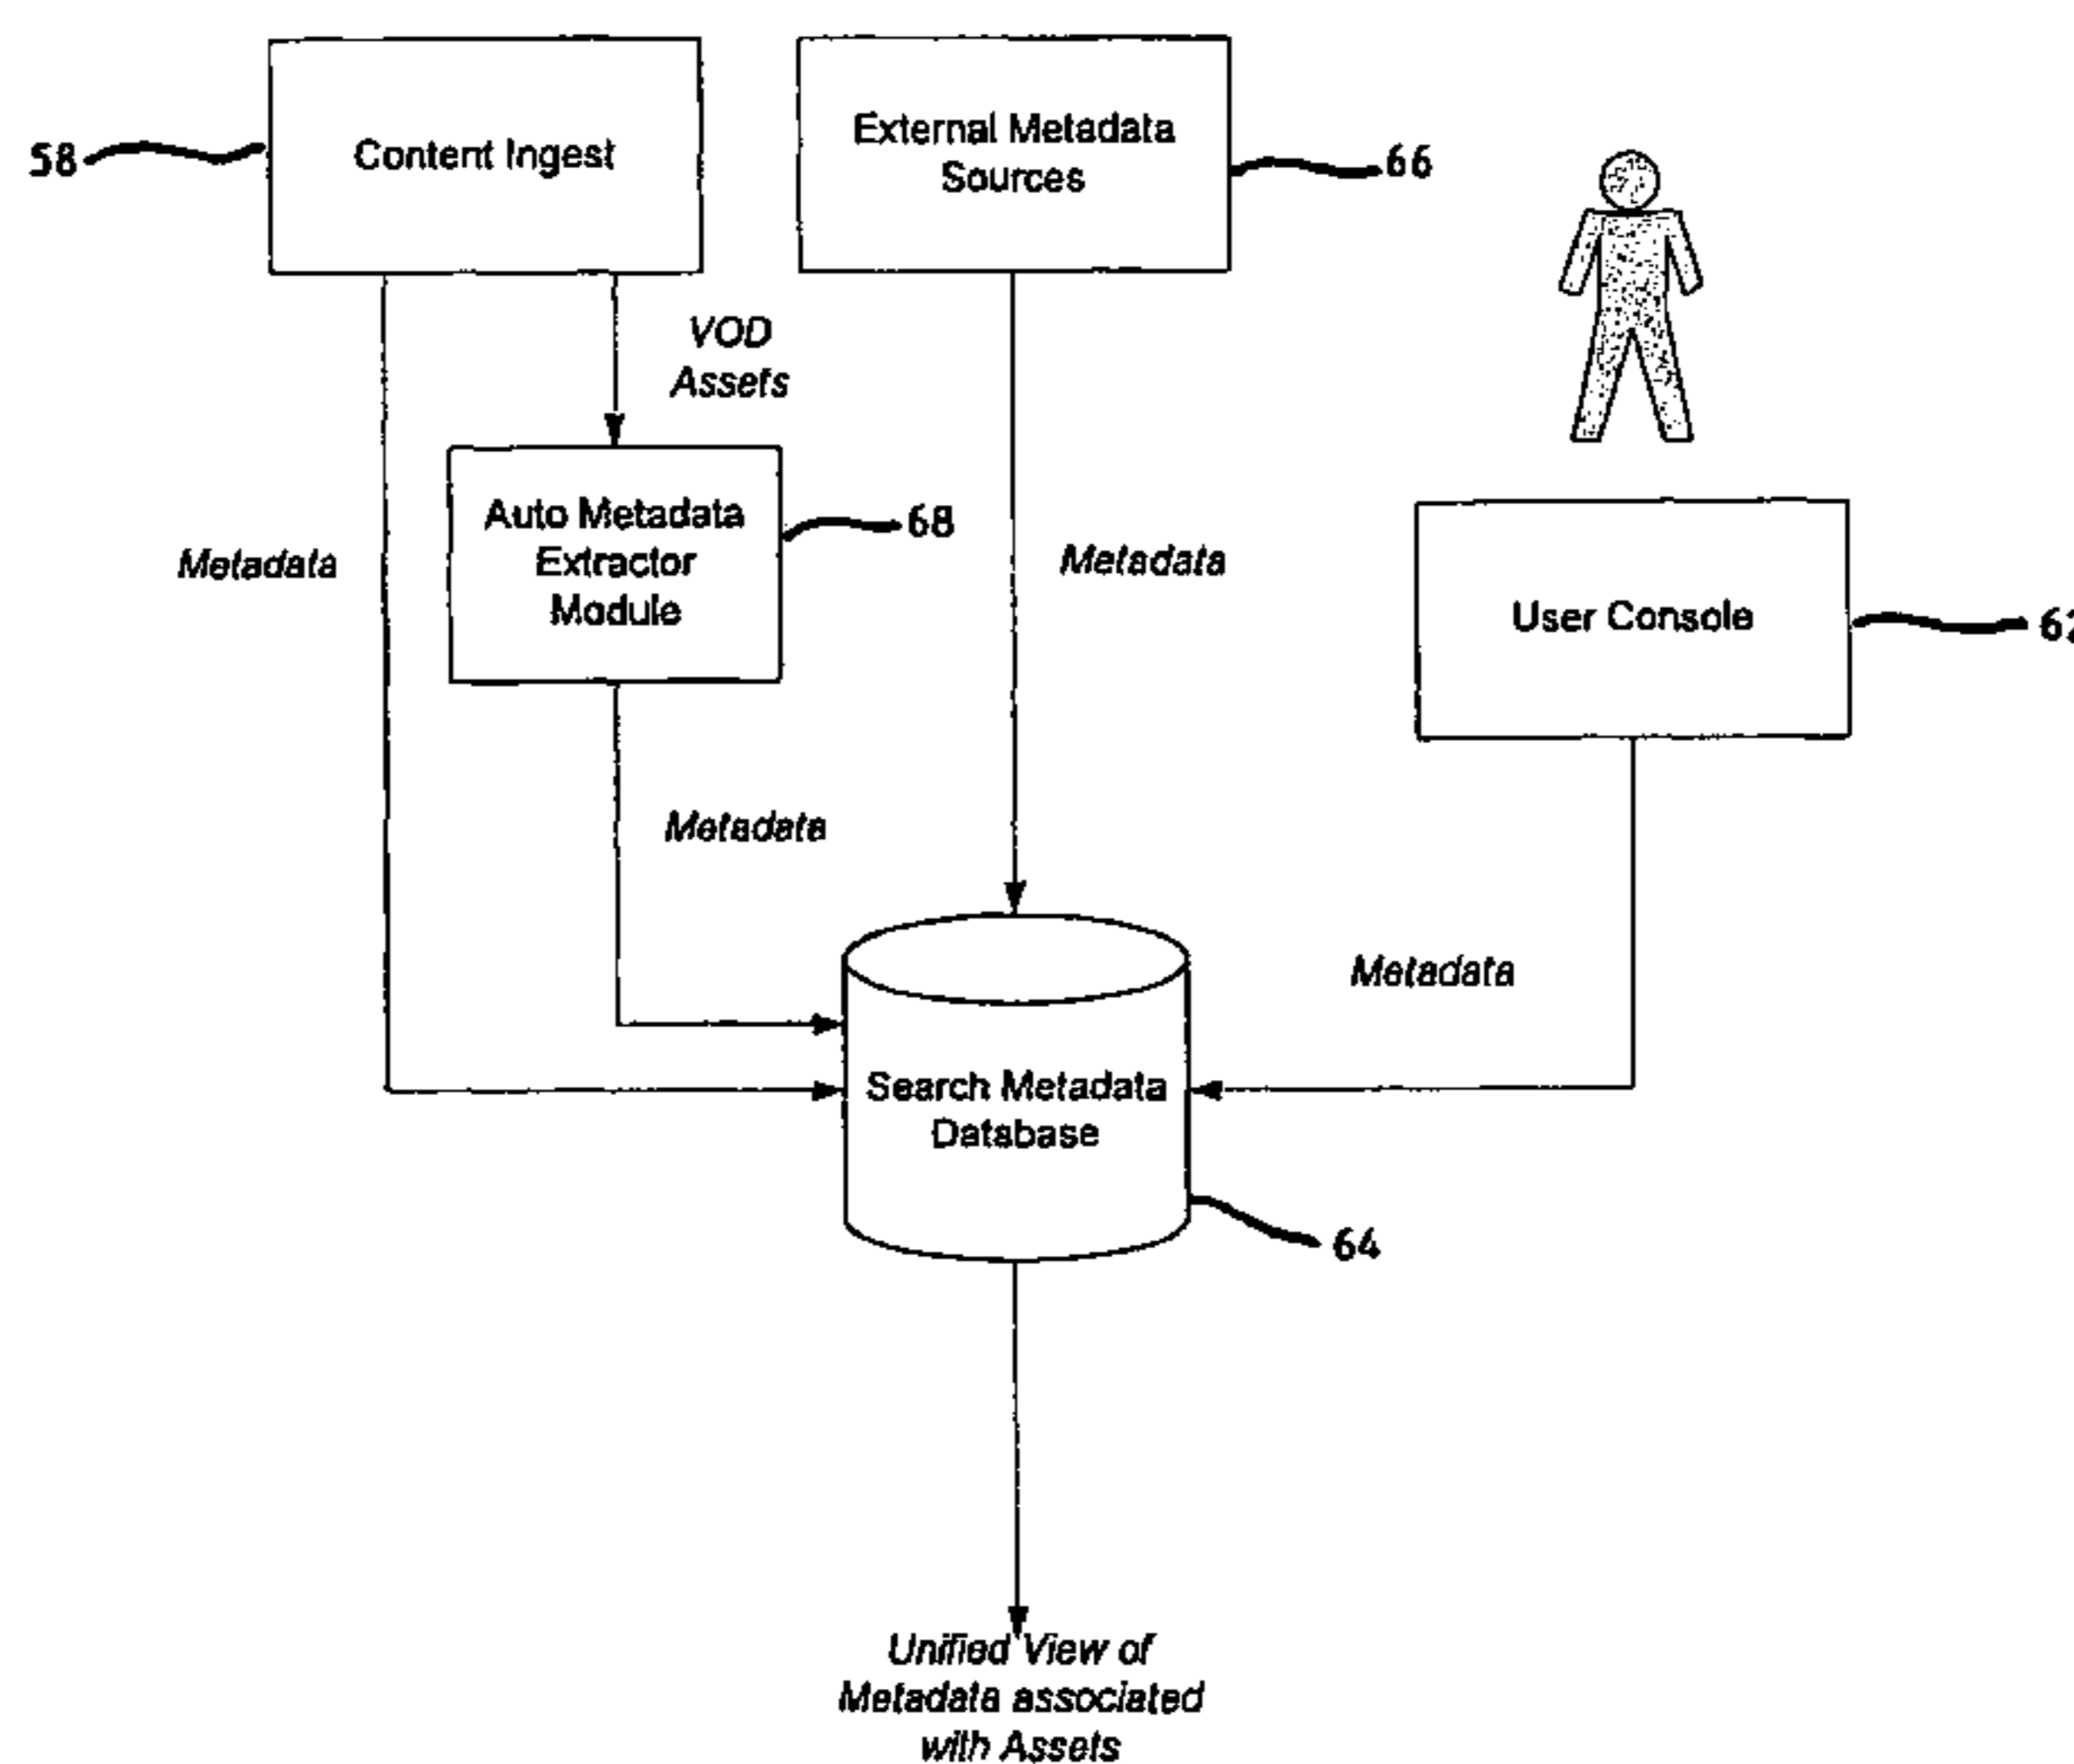 58
Content Ingest
External Metadata
Sources
66
VOD
Assets
Auto Metadata
Extractor
Module
68
Metadata
Metadata
User Console
Metadata
Metadata
Search Metadata
Database
64
Unified View of
Metadata associated
with Assets